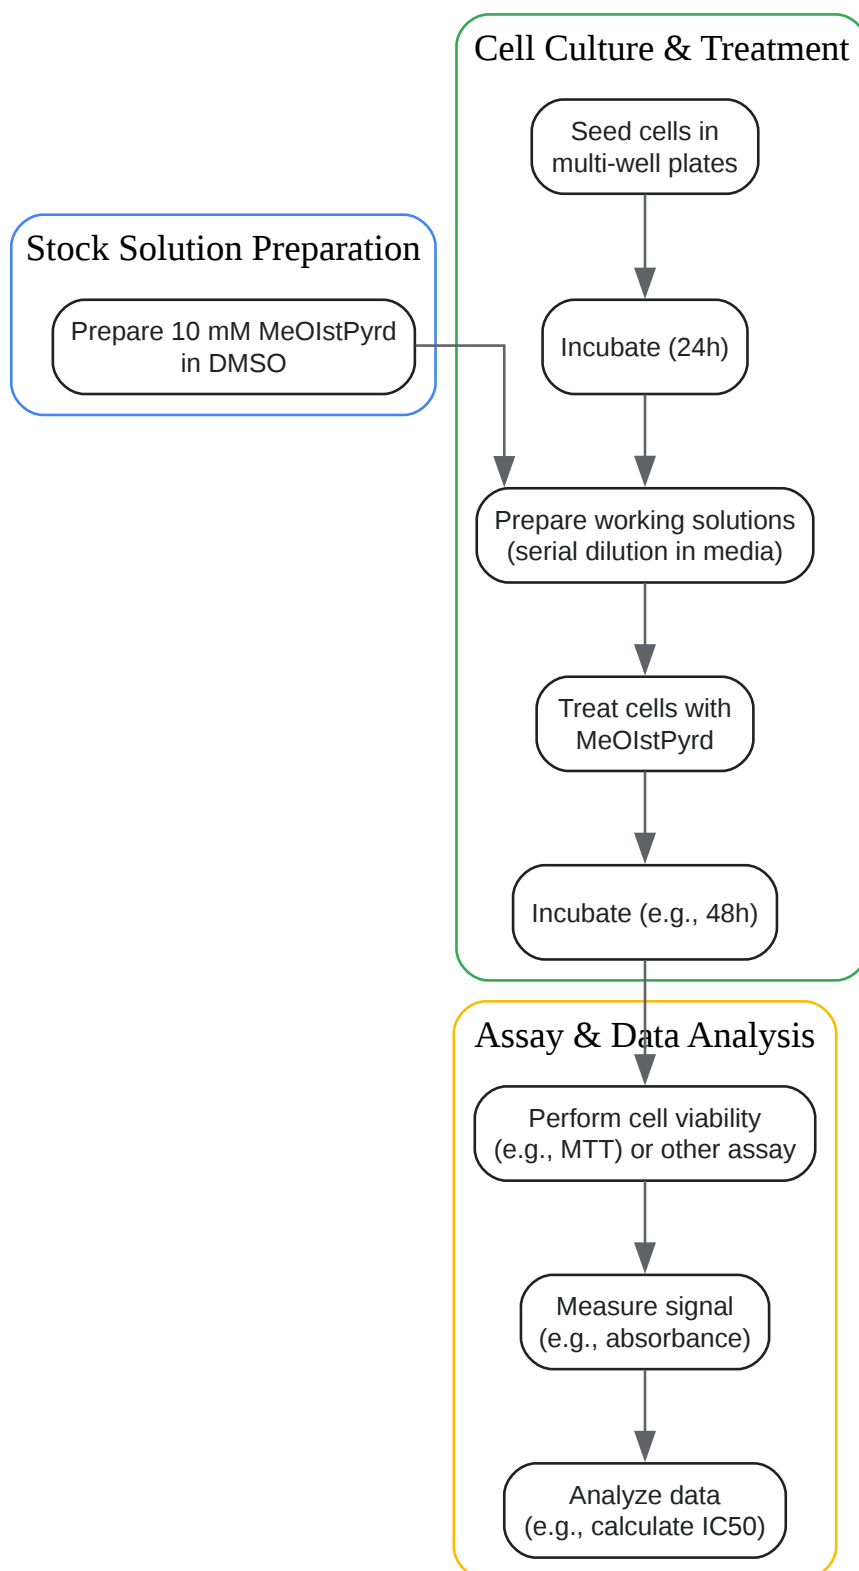 Cell Culture & Treatment
Seed cells in
multi-well plates
Stock Solution Preparation
Prepare 10 mM MeOIstPyrd
in DMSO
Incubate (24h)
Prepare working solutions
(serial dilution in media)
Treat cells with
MeOIstPyrd
Incubate (e.g., 48h)
Assay & Data Analysis
Perform cell viability
(e.g., MTT) or other assay
Measure signal
(e.g., absorbance)
Analyze data
(e.g., calculate IC50)